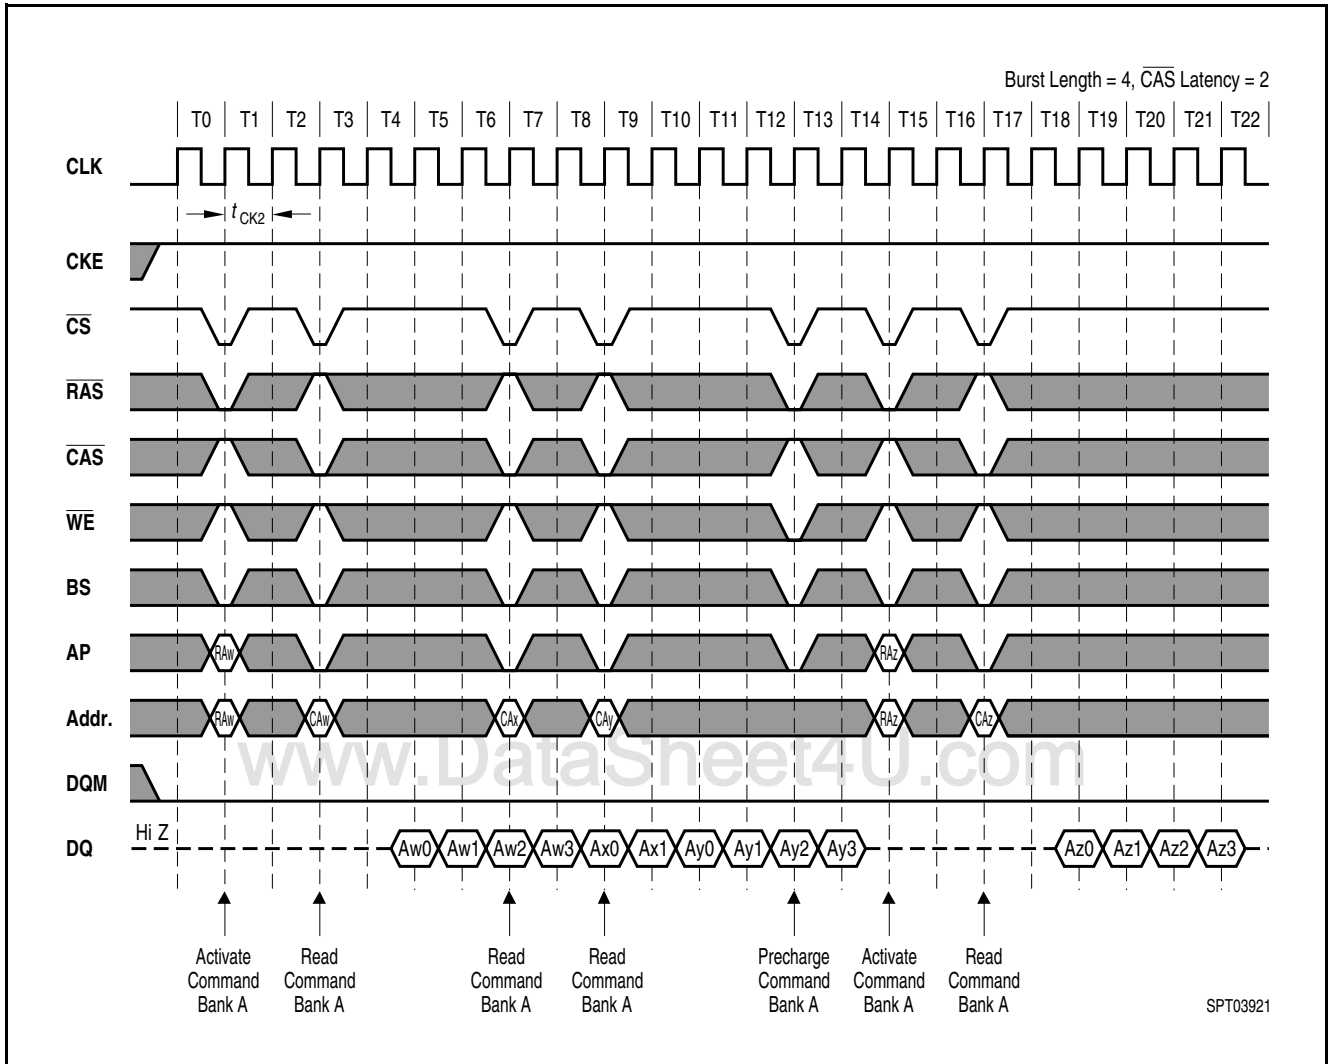 Burst Length = 4, CAS Latency = 2
T0 T1 T2 T3 T4 T5 T6 T7 T8 T9 T10 T11 T12 T13 T14 T15 T16 T17 T18 T19 T20 T21 T22
CLK
t CK2
CKE
CS
RAS
CAS
WE
BS
AP RAw RAz
Addr. RAw CAw CAx CAy RAz CAz
www.DataSheet4U.com
DQM
Hi Z
DQ Aw0 Aw1 Aw2 Aw3 Ax0 Ax1 Ay0 Ay1 Ay2 Ay3 Az0 Az1 Az2 Az3
Activate Read Read Read Precharge Activate Read
Command Command Command Command Command Command Command
Bank A Bank A Bank A Bank A Bank A Bank A Bank A
SPT03921